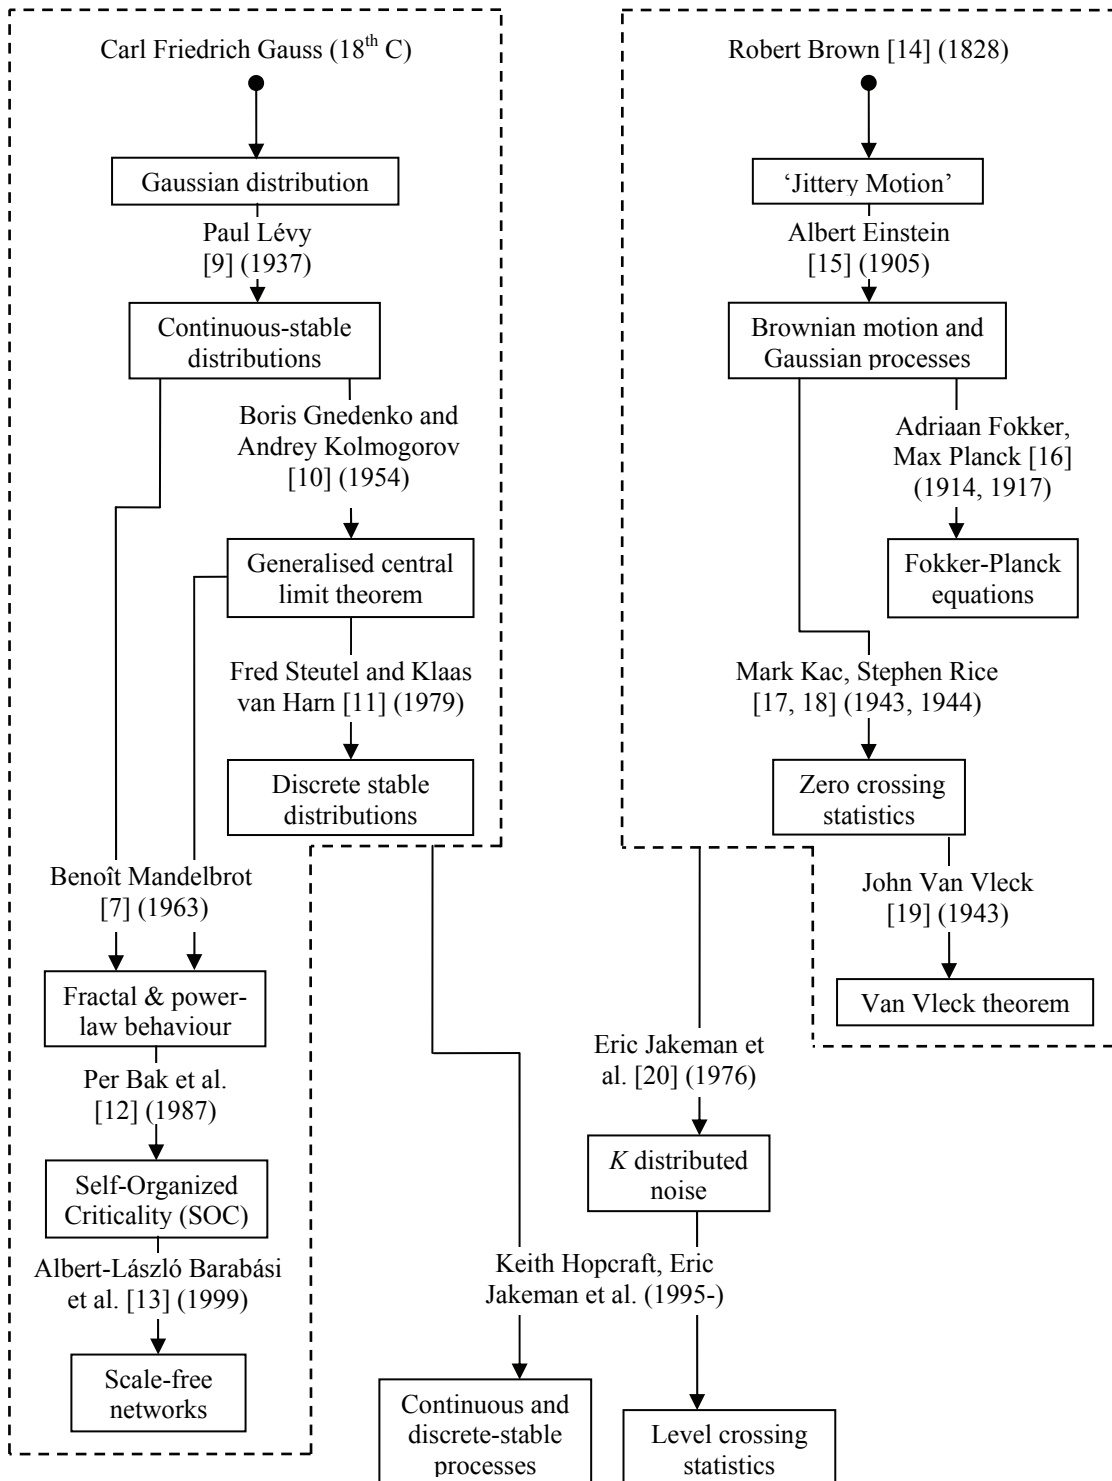 Carl Friedrich Gauss (18th C)
Gaussian distribution
Paul Lévy
[9] (1937)
Continuous-stable
distributions
Boris Gnedenko and
Andrey Kolmogorov
[10] (1954)
Generalised central
limit theorem
Fred Steutel and Klaas
van Harn [11] (1979)
Discrete stable
distributions
Benoît Mandelbrot
[7] (1963)
Fractal & power-
law behaviour
Per Bak et al.
[12] (1987)
Self-Organized
Criticality (SOC)
Albert-László Barabási
et al. [13] (1999)
Scale-free
networks
Robert Brown [14] (1828)
‘Jittery Motion’
Albert Einstein
[15] (1905)
Brownian motion and
Gaussian processes
Adriaan Fokker,
Max Planck [16]
(1914, 1917)
Fokker-Planck
equations
Mark Kac, Stephen Rice
[17, 18] (1943, 1944)
Zero crossing
statistics
John Van Vleck
[19] (1943)
Van Vleck theorem
Eric Jakeman et
al. [20] (1976)
K distributed
noise
Keith Hopcraft, Eric
Jakeman et al. (1995-)
Continuous and
discrete-stable
processes
Level crossing
statistics